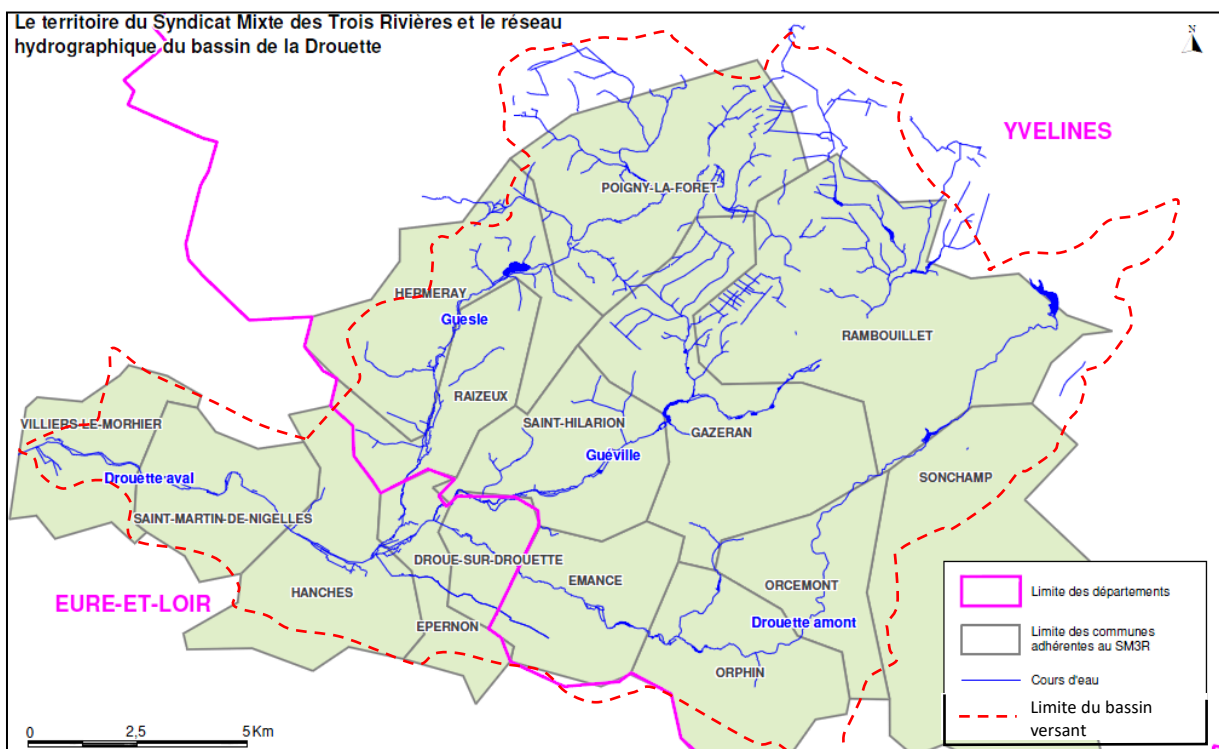 Le territoire du Syndicat Mixte des Trois Rivières et le réseau
hydrographique du bassin de la Drouette
N
YVELINES
POIGNY-LA-FORET
HERMERAY
Guesle
RAMBOUILLET
RAIZEUX
SAINT-HILARION
GAZERAN
VILLIERS-LE-MORHIER
Guéville
Drouette aval
SONCHAMP
SAINT-MARTIN-DE-NIGELLES
DROUE-SUR-DROUETTE
EMANCE
ORCEMONT
HANCHES
EURE-ET-LOIR
EPERNON
Drouette amont
ORPHIN
Limite des départements
Limite des communes
adhérentes au SM3R
Cours d'eau
Limite du bassin
versant
0 2,5 5Km